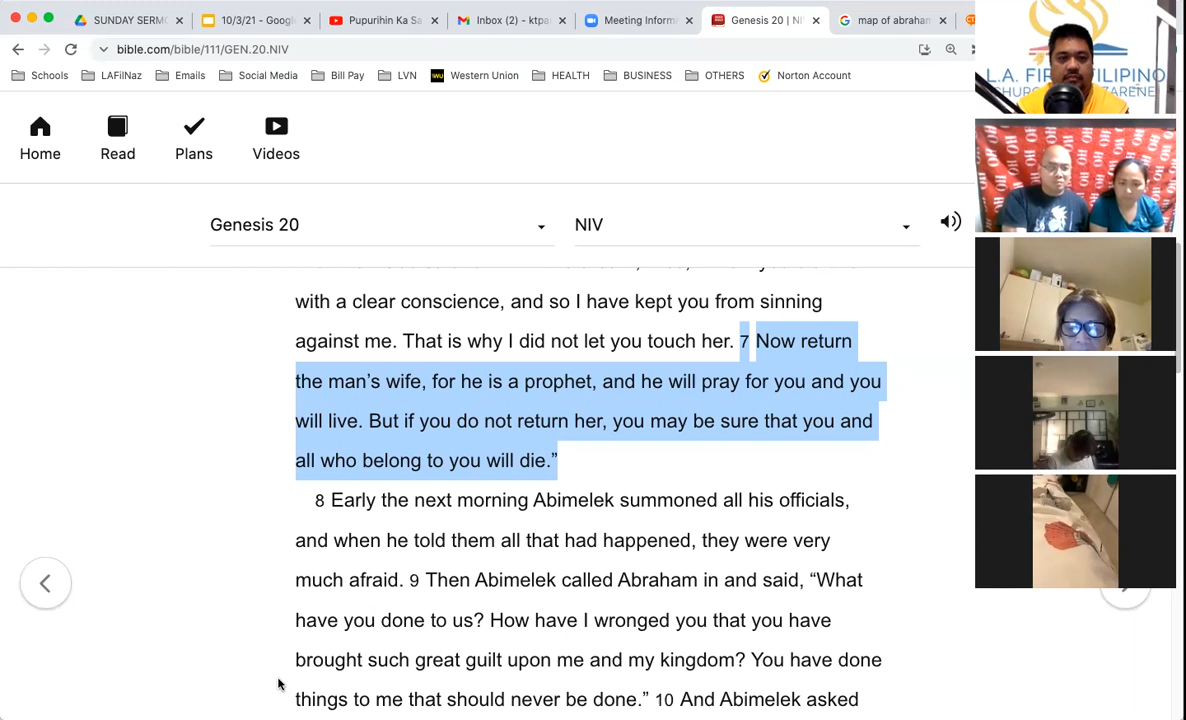 SUNDAY SERM
10/3/21 - Googl
Pupurihin Ka Sa
Inbox (2) - ktpa
Meeting Inform
Genesis 20 | NIV
map of abraham
bible.com/bible/111/GEN.20.NIV
Schools LAFilNaz Emails Social Media Bill Pay LVN WU Western Union HEALTH BUSINESS OTHERS Norton Account
Home Read Plans Videos
Genesis 20 NIV
with a clear conscience, and so I have kept you from sinning
against me. That is why I did not let you touch her. 7 Now return
the man’s wife, for he is a prophet, and he will pray for you and you
will live. But if you do not return her, you may be sure that you and
all who belong to you will die.”
8 Early the next morning Abimelek summoned all his officials,
and when he told them all that had happened, they were very
much afraid. 9 Then Abimelek called Abraham in and said, “What
have you done to us? How have I wronged you that you have
brought such great guilt upon me and my kingdom? You have done
things to me that should never be done.” 10 And Abimelek asked
L.A. FIR FILIPINO
CHURC AZARENE